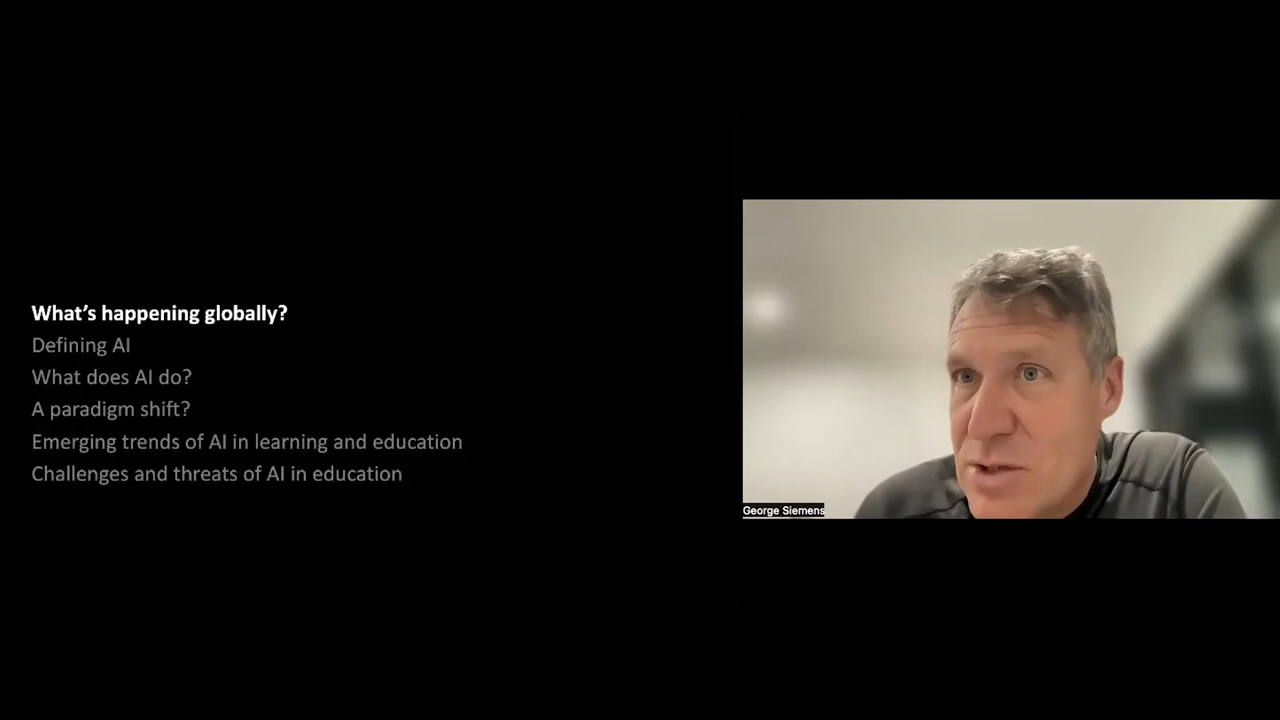 What’s happening globally?
Defining AI
What does AI do?
A paradigm shift?
Emerging trends of AI in learning and education
Challenges and threats of AI in education
George Siemens